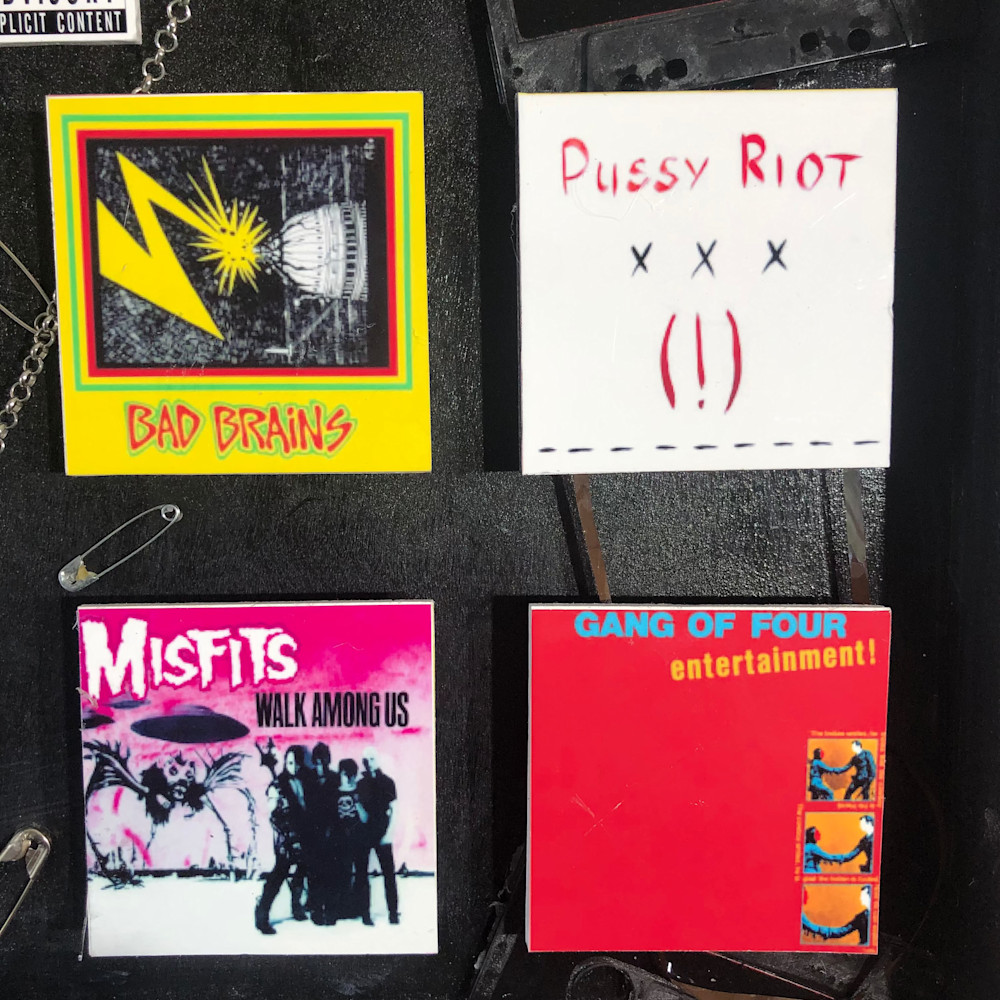 PLICIT CONTENT
BAD BRAINS
PUSSY RIOT
X X X
(!)
MISFITS
WALK AMONG US
GANG OF FOUR
entertainment!